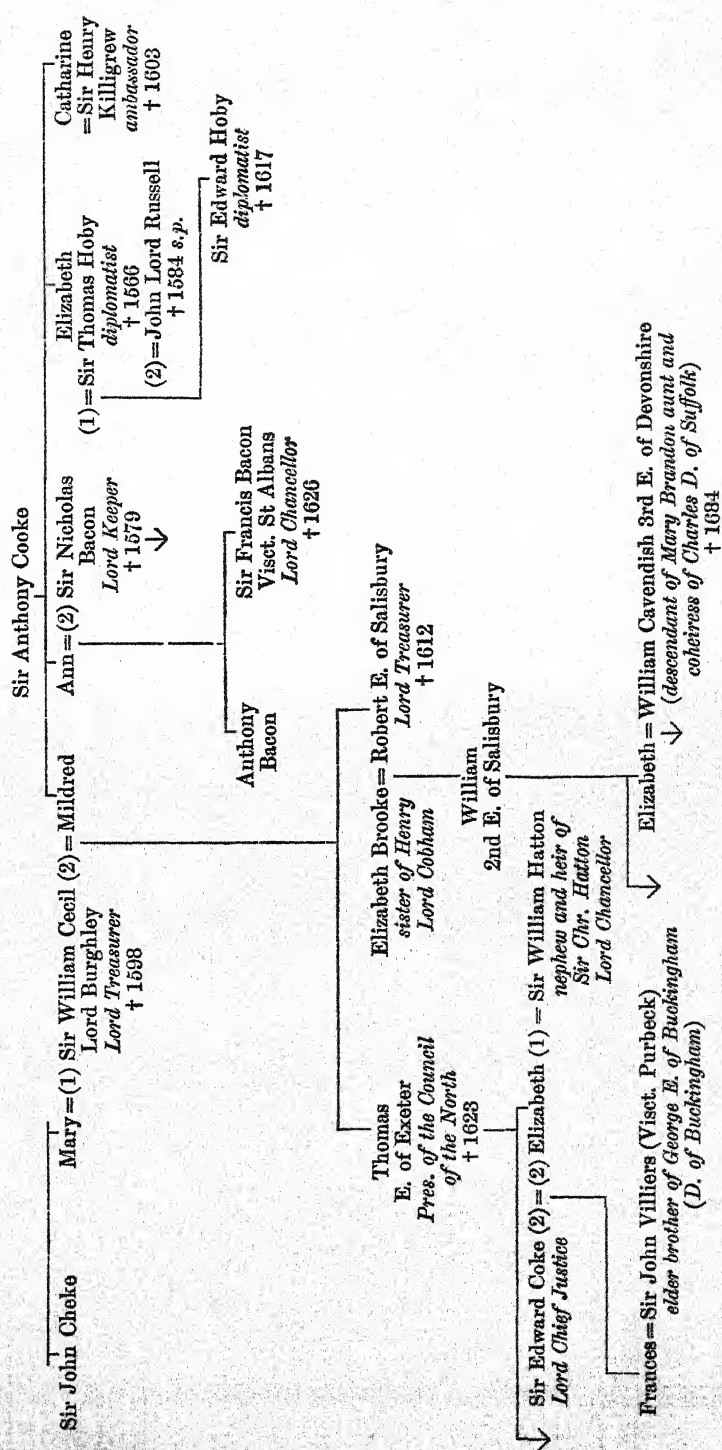 Sir Anthony Cooke
Sir John Cheke
Mary = (1) Sir William Cecil (2) = Mildred
Lord Burghley
Lord Treasurer
† 1598
Ann = (2) Sir Nicholas
Bacon
Lord Keeper
† 1579
Elizabeth
(1) = Sir Thomas Hoby
diplomatist
† 1566
(2) = John Lord Russell
† 1584 s.p.
Catharine
= Sir Henry
Killigrew
ambassador
† 1603
Anthony
Bacon
Sir Francis Bacon
Visct. St Albans
Lord Chancellor
† 1626
Sir Edward Hoby
diplomatist
† 1617
Thomas
E. of Exeter
Pres. of the Council
of the North
† 1623
Elizabeth Brooke = Robert E. of Salisbury
sister of Henry
Lord Cobham
Lord Treasurer
† 1612
William
2nd E. of Salisbury
Sir Edward Coke (2) = (2) Elizabeth (1) = Sir William Hatton
Lord Chief Justice
nephew and heir of
Sir Chr. Hatton
Lord Chancellor
Frances = Sir John Villiers (Visct. Purbeck)
elder brother of George E. of Buckingham
(D. of Buckingham)
Elizabeth = William Cavendish 3rd E. of Devonshire
(descendant of Mary Brandon aunt and
coheiress of Charles D. of Suffolk)
† 1684